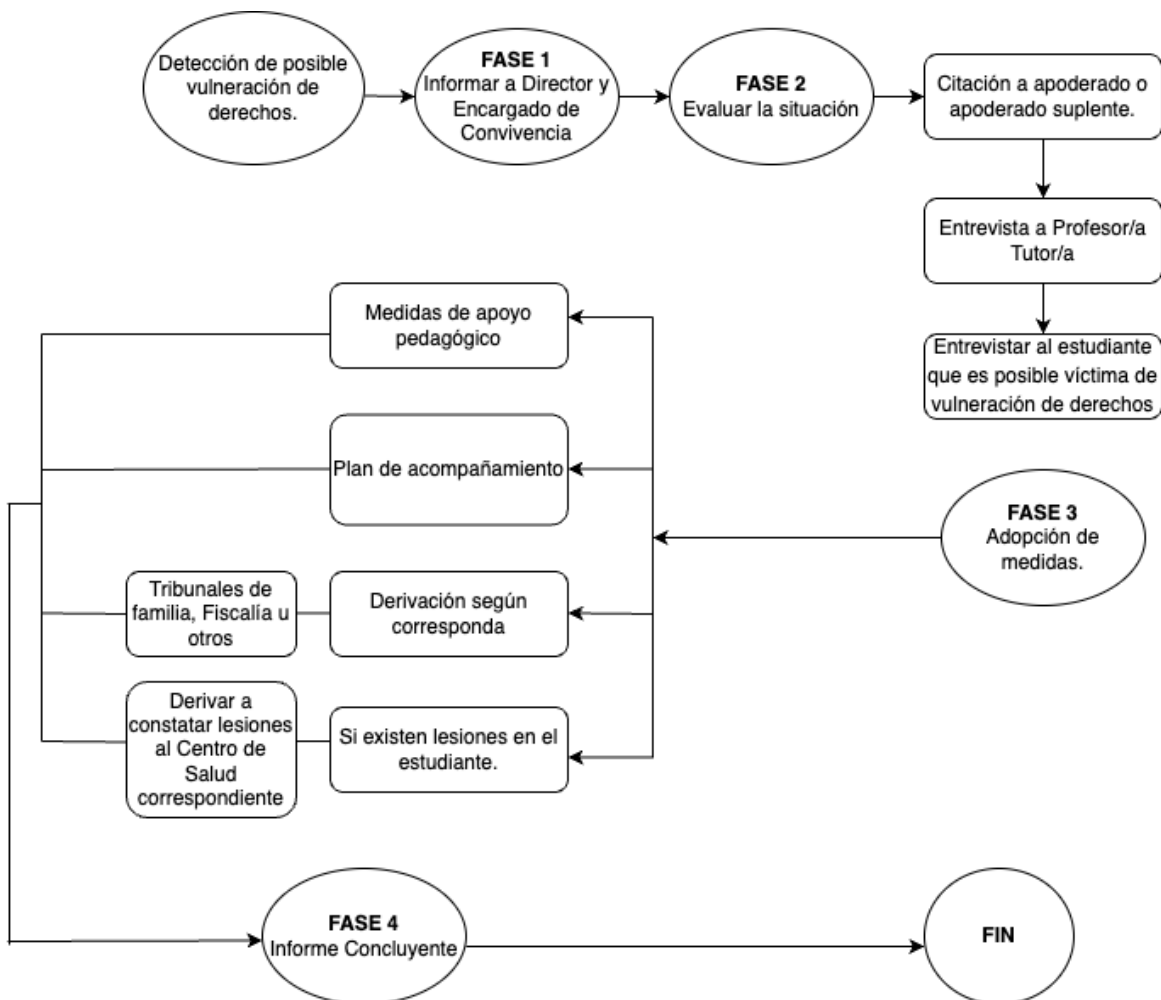 Detección de posible
vulneración de
derechos.
FASE 1
Informar a Director y
Encargado de
Convivencia
FASE 2
Evaluar la situación
Citación a apoderado o
apoderado suplente.
Entrevista a Profesor/a
Tutor/a
Entrevistar al estudiante
que es posible víctima de
vulneración de derechos
FASE 3
Adopción de
medidas.
Medidas de apoyo
pedagógico
Plan de acompañamiento
Derivación según
corresponda
Tribunales de
familia, Fiscalía u
otros
Si existen lesiones en el
estudiante.
Derivar a
constatar lesiones
al Centro de
Salud
correspondiente
FASE 4
Informe Concluyente
FIN